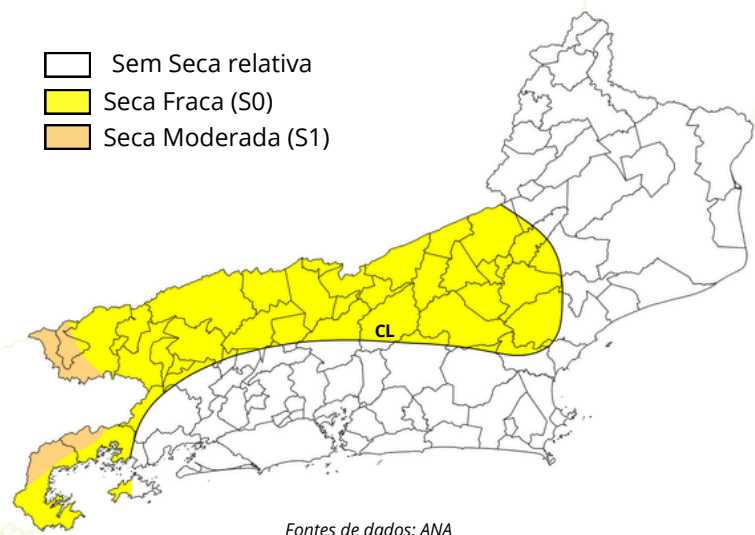 Sem Seca relativa
Seca Fraca (S0)
Seca Moderada (S1)
CL
Fontes de dados: ANA